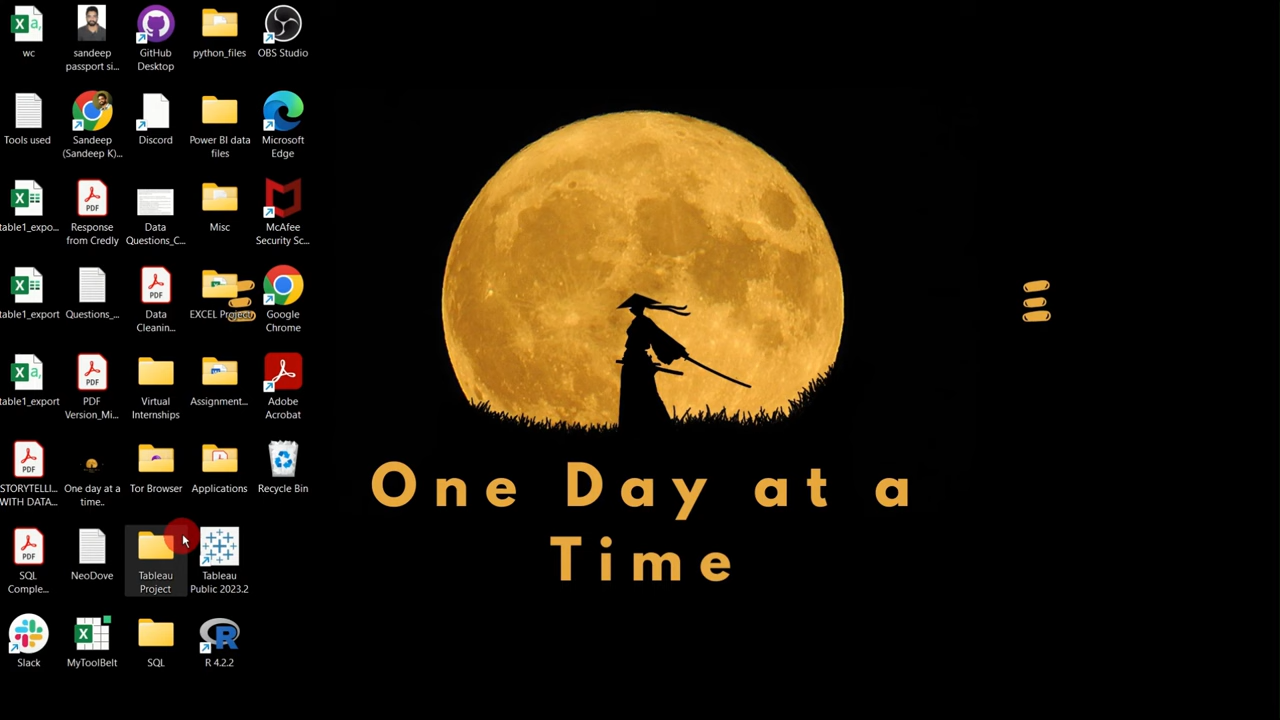 wc
sandeep
passport si...
GitHub
Desktop
python_files
OBS Studio
Tools used
Sandeep
(Sandeep K)...
Discord
Power BI data
files
Microsoft
Edge
table1_expo...
Response
from Credly
Data
Questions_C...
Misc
McAfee
Security Sc...
table1_export
Questions_...
Data
Cleanin...
EXCEL Project
Google
Chrome
table1_export
PDF
Version_Mi...
Virtual
Internships
Assignment...
Adobe
Acrobat
STORYTELLI...
WITH DATA...
One day at a
time..
Tor Browser
Applications
Recycle Bin
SQL
Comple...
NeoDove
Tableau
Project
Tableau
Public 2023.2
Slack
MyToolBelt
SQL
R 4.2.2
One Day at a
Time